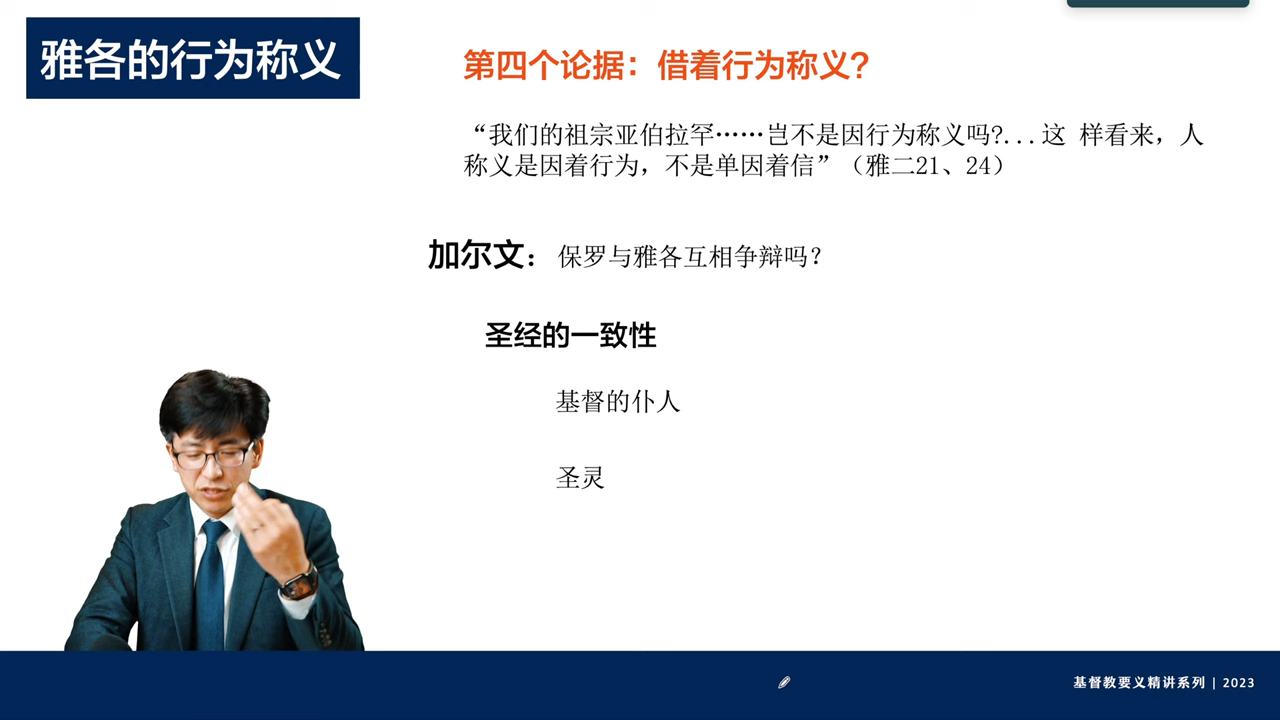 雅各的行为称义
第四个论据：借着行为称义？
“我们的祖宗亚伯拉罕……岂不是因行为称义吗?...这 样看来，人
称义是因着行为，不是单因着信”（雅二21、24）
加尔文：保罗与雅各互相争辩吗？
圣经的一致性
基督的仆人
圣灵
基督教要义精讲系列 | 2023